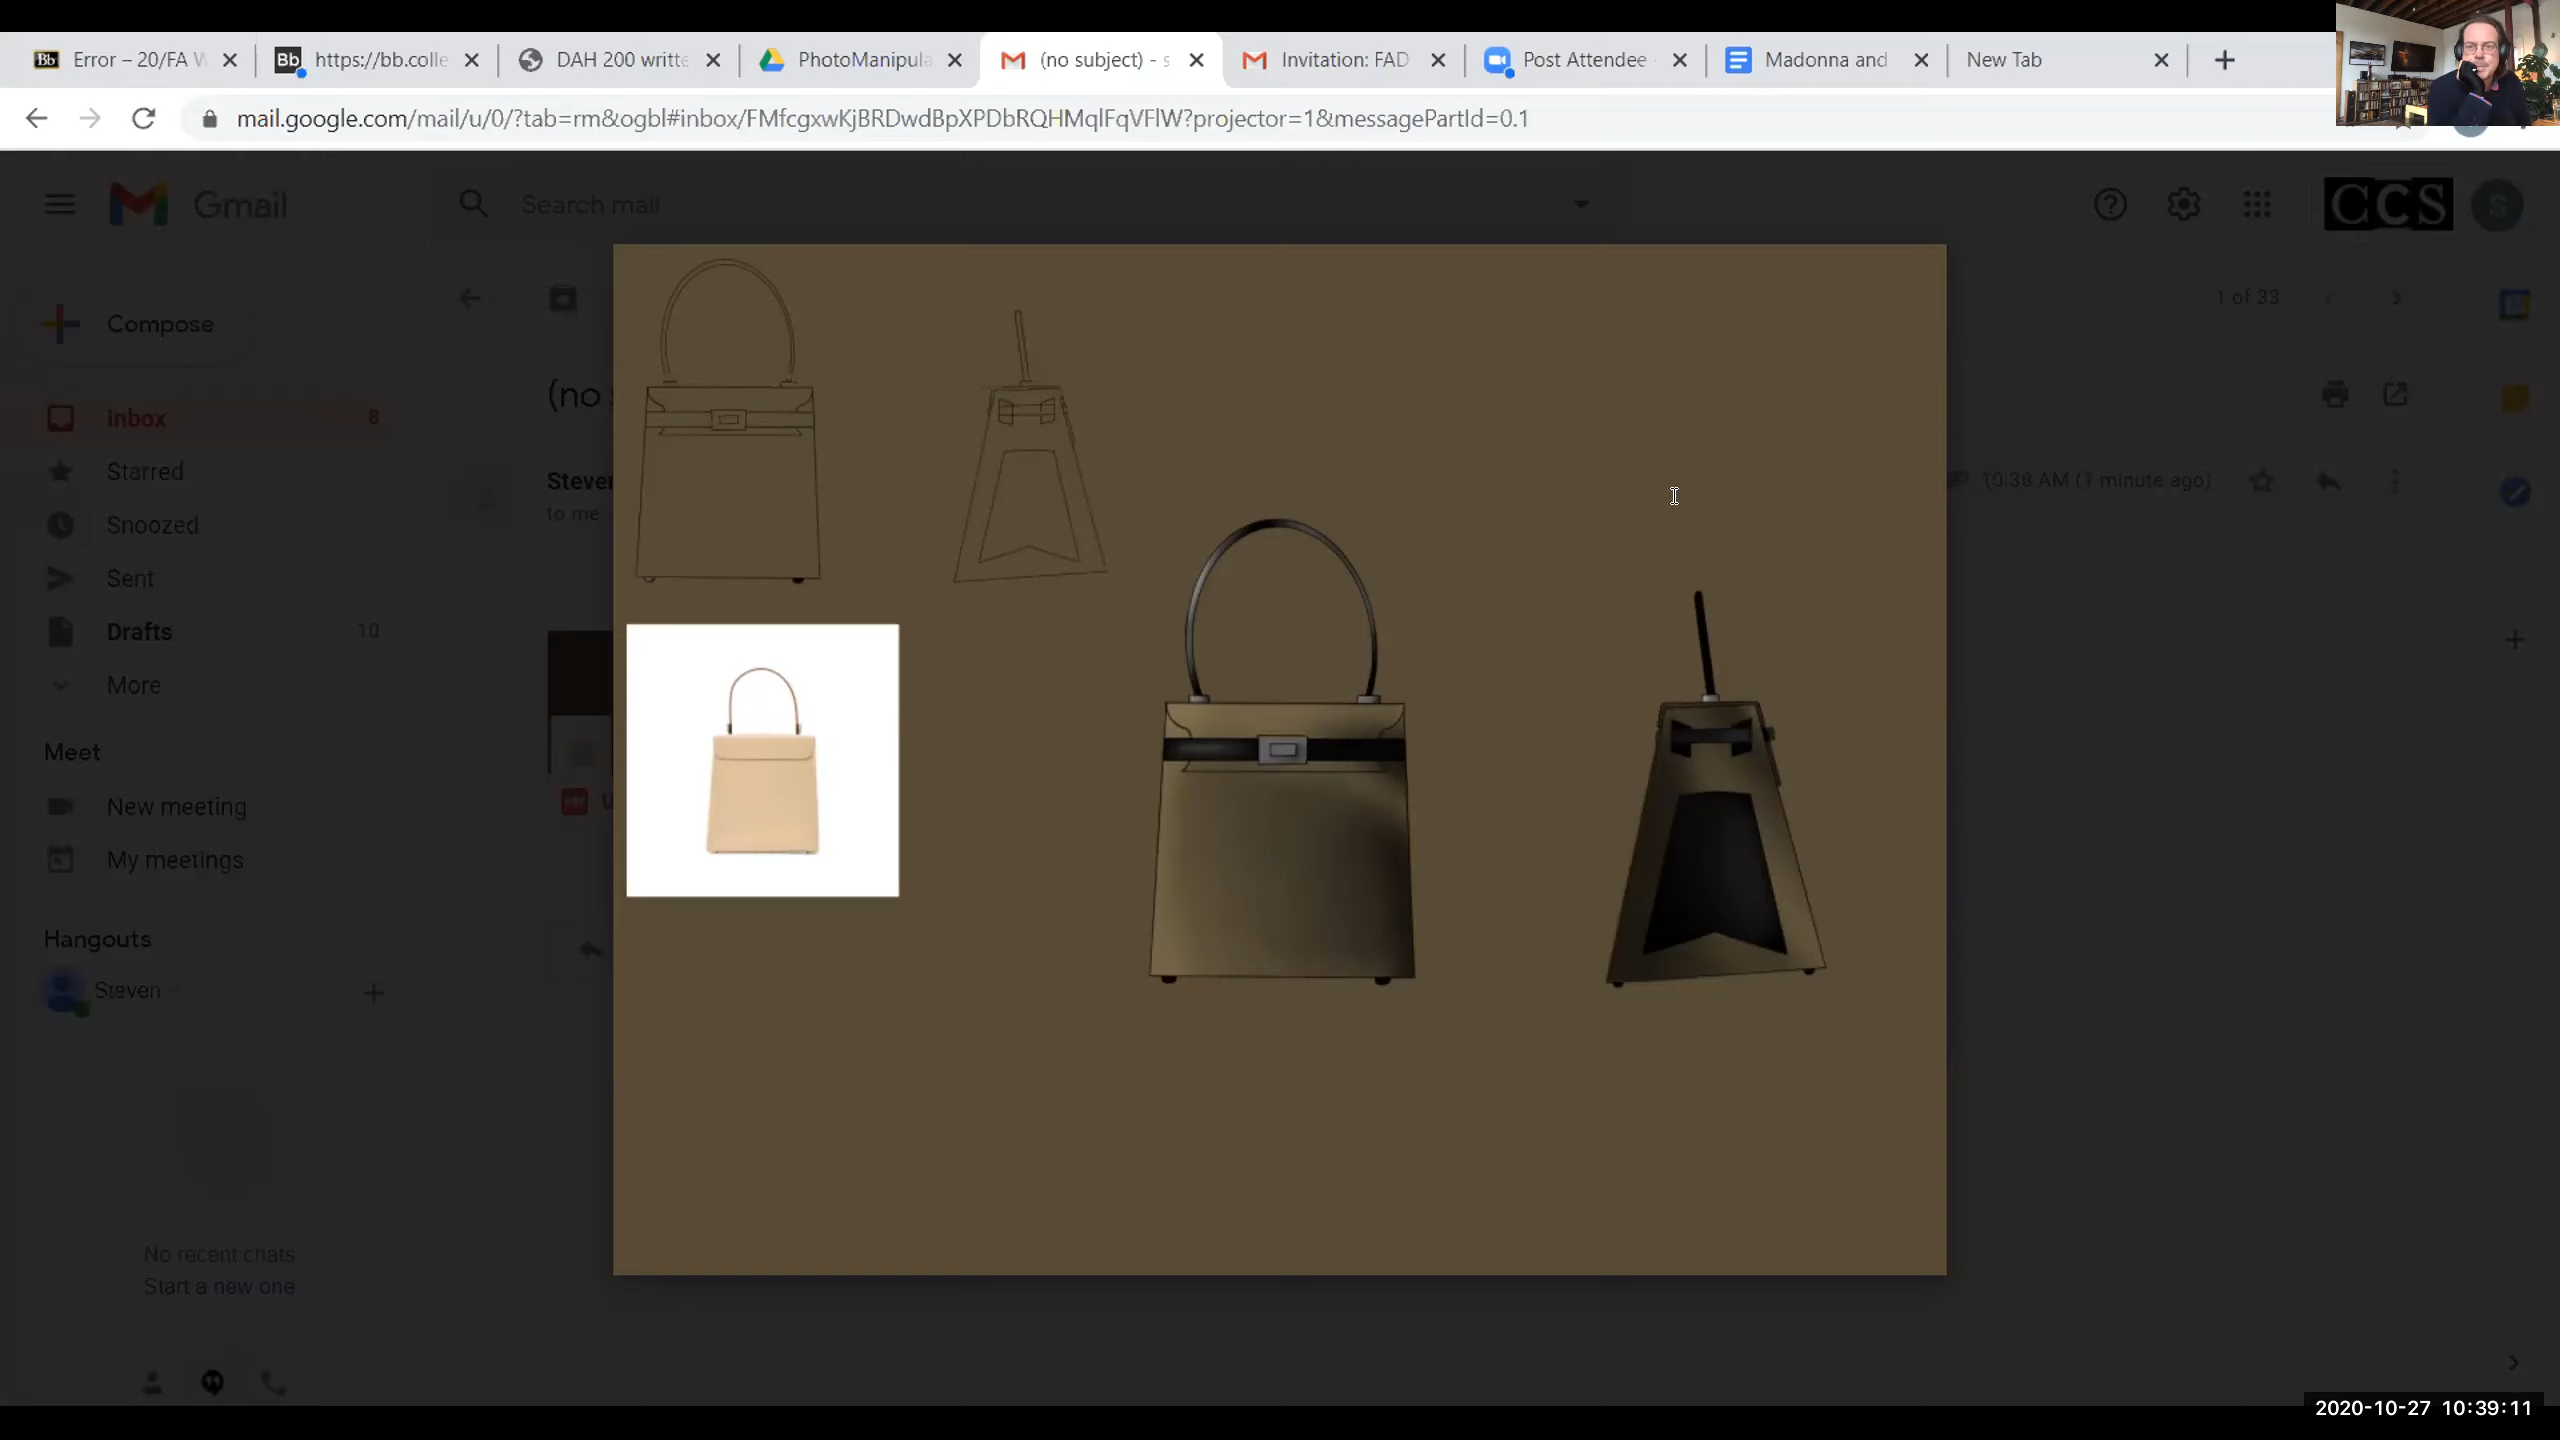 Error – 20/FA W
https://bb.colle
DAH 200 writte
PhotoManipula
(no subject) - s
Invitation: FAD
Post Attendee -
Madonna and
New Tab
mail.google.com/mail/u/0/?tab=rm&ogbl#inbox/FMfcgxwKjBRDwdBpXPDbRQHMqlFqVFlW?projector=1&messagePartId=0.1
Gmail
Search mail
CCS
S
Compose
1 of 33
(no
Inbox 8
Starred
Steven
10:38 AM (? minute ago)
to me
Snoozed
Sent
Drafts 10
More
Meet
New meeting
My meetings
Hangouts
Steven
No recent chats
Start a new one
2020-10-27 10:39:11